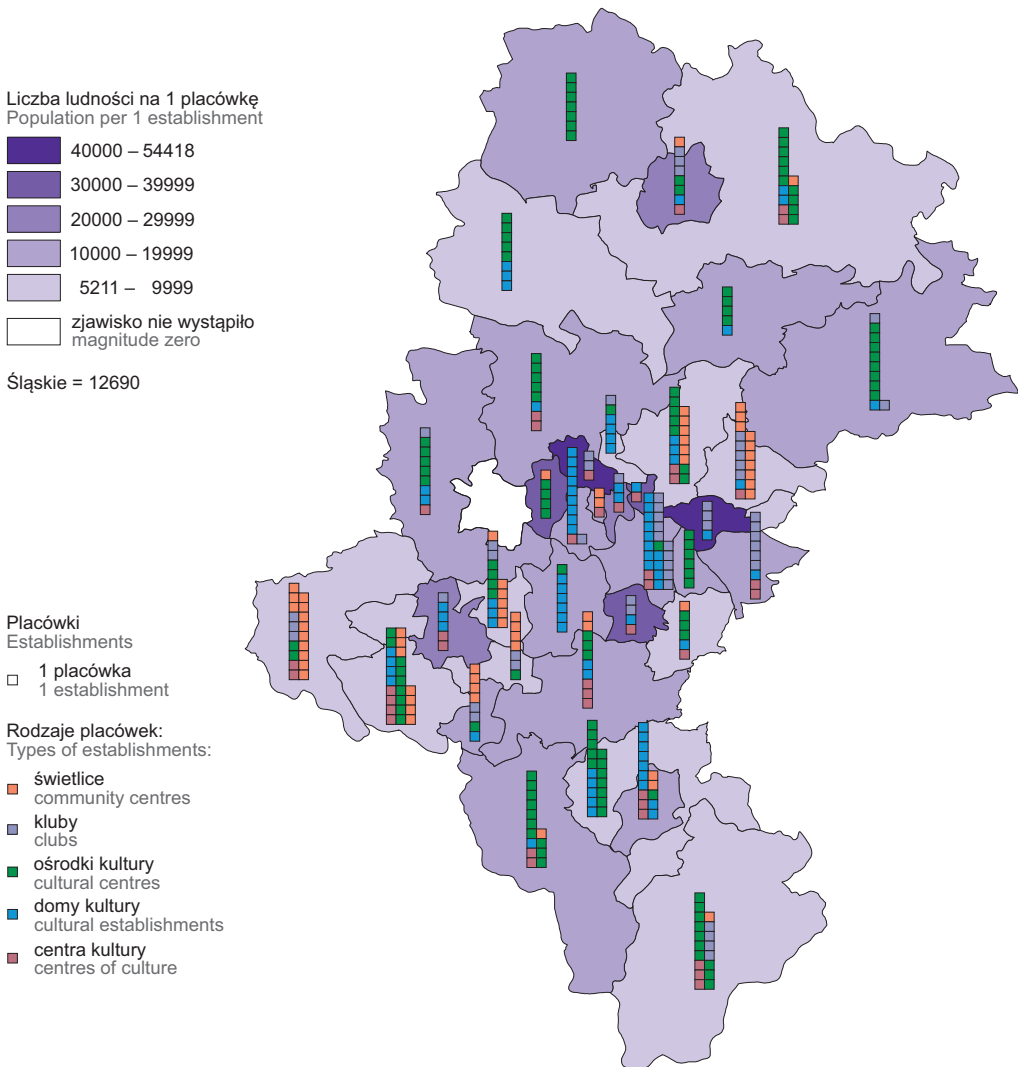 Liczba ludności na 1 placówkę
Population per 1 establishment
40000 – 54418
30000 – 39999
20000 – 29999
10000 – 19999
5211 – 9999
zjawisko nie wystąpiło
magnitude zero
Śląskie = 12690
Placówki
Establishments
1 placówka
1 establishment
Rodzaje placówek:
Types of establishments:
świetlice
community centres
kluby
clubs
ośrodki kultury
cultural centres
domy kultury
cultural establishments
centra kultury
centres of culture